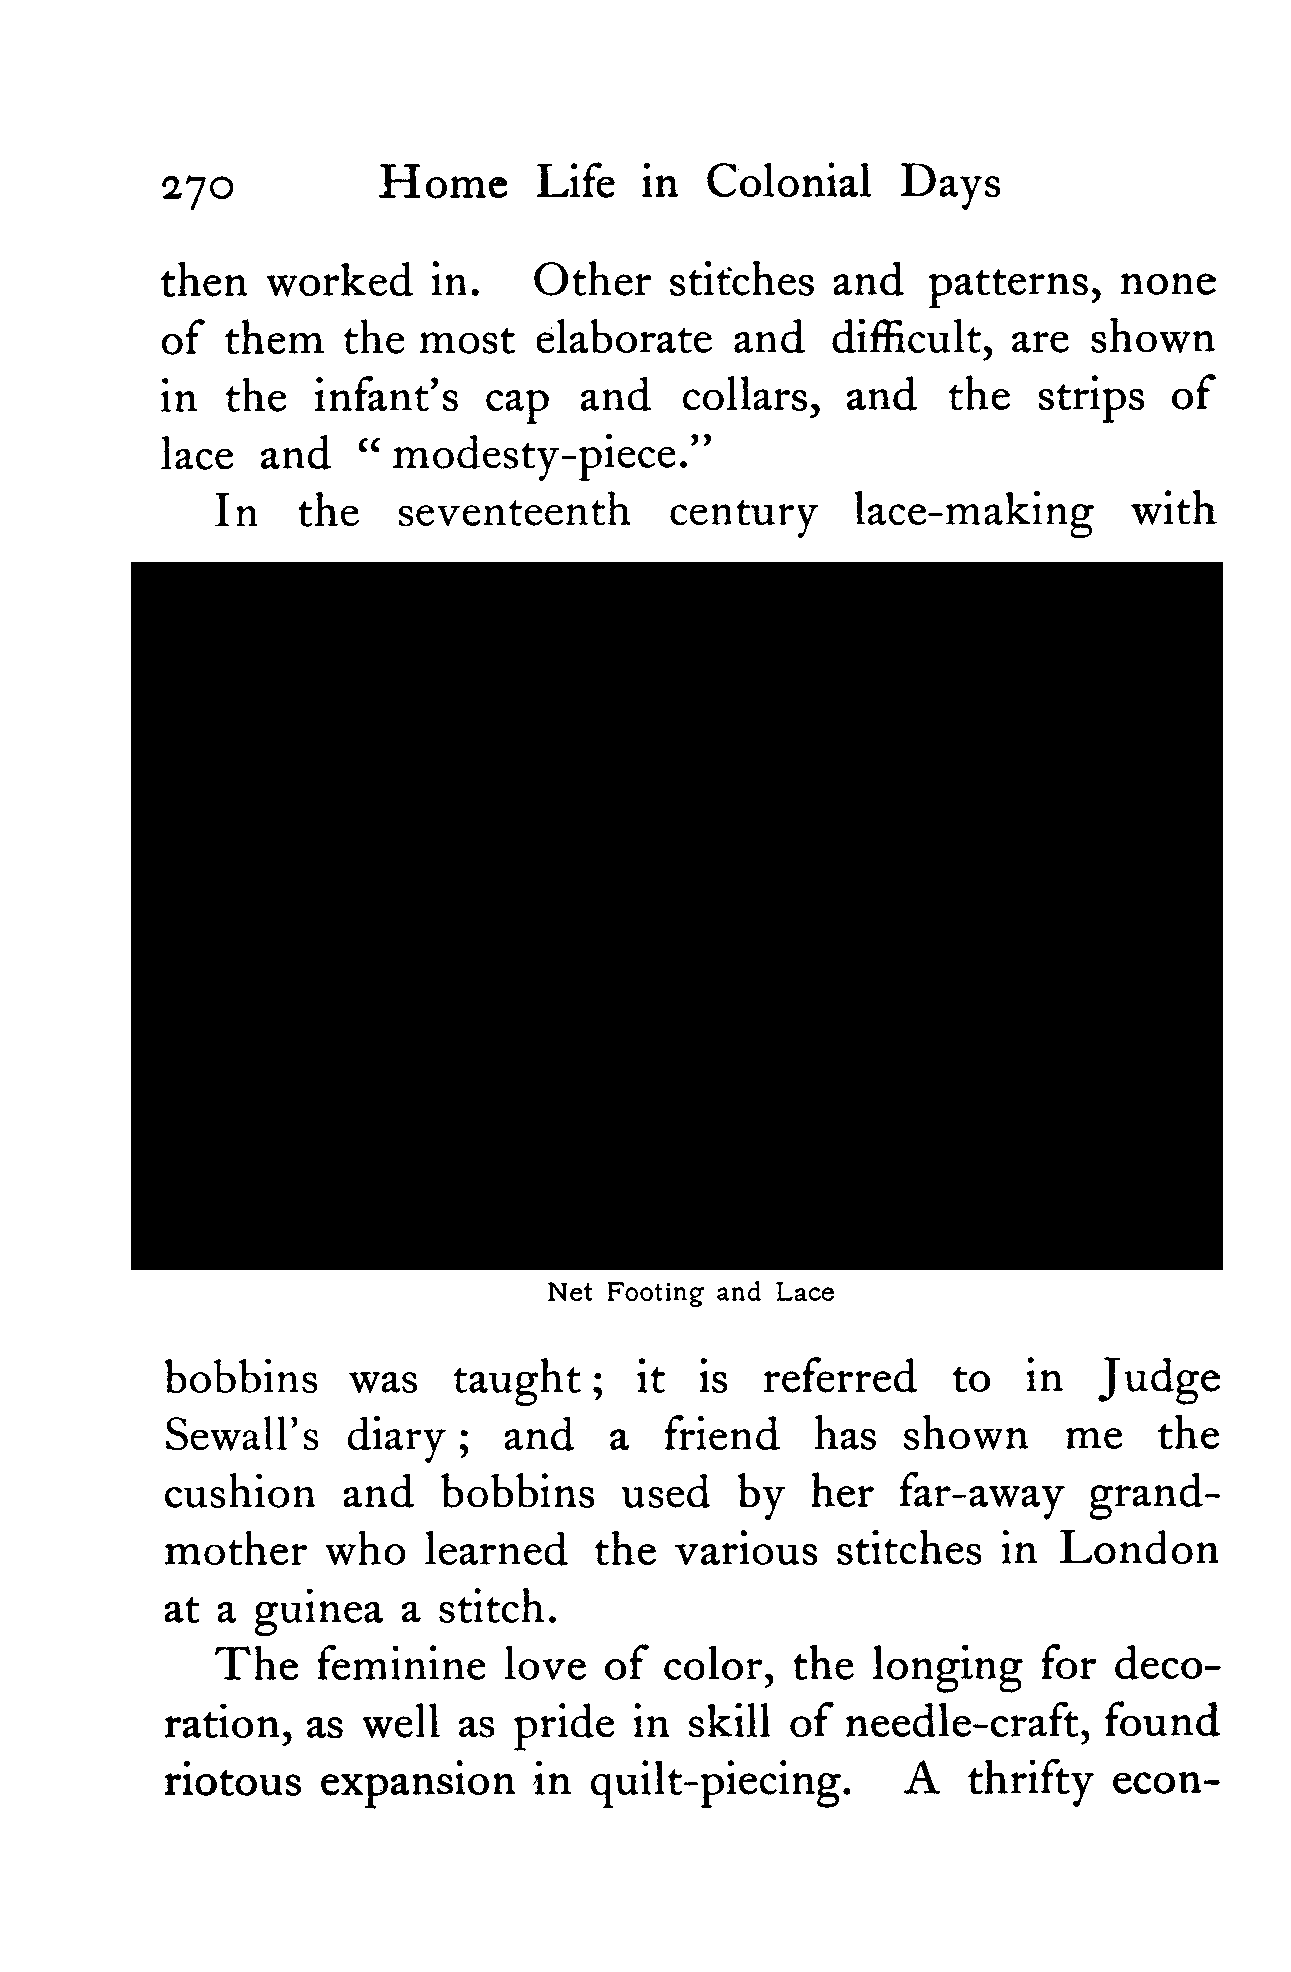 270 Home Life in Colonial Days
then worked in. Other stitches and patterns, none
of them the most elaborate and difficult, are shown
in the infant's cap and collars, and the strips of
lace and “ modesty-piece.”
In the seventeenth century lace-making with
Net Footing and Lace
bobbins was taught ; it is referred to in Judge
Sewall's diary ; and a friend has shown me the
cushion and bobbins used by her far-away grand-
mother who learned the various stitches in London
at a guinea a stitch.
The feminine love of color, the longing for deco-
ration, as well as pride in skill of needle-craft, found
riotous expansion in quilt-piecing. A thrifty econ-